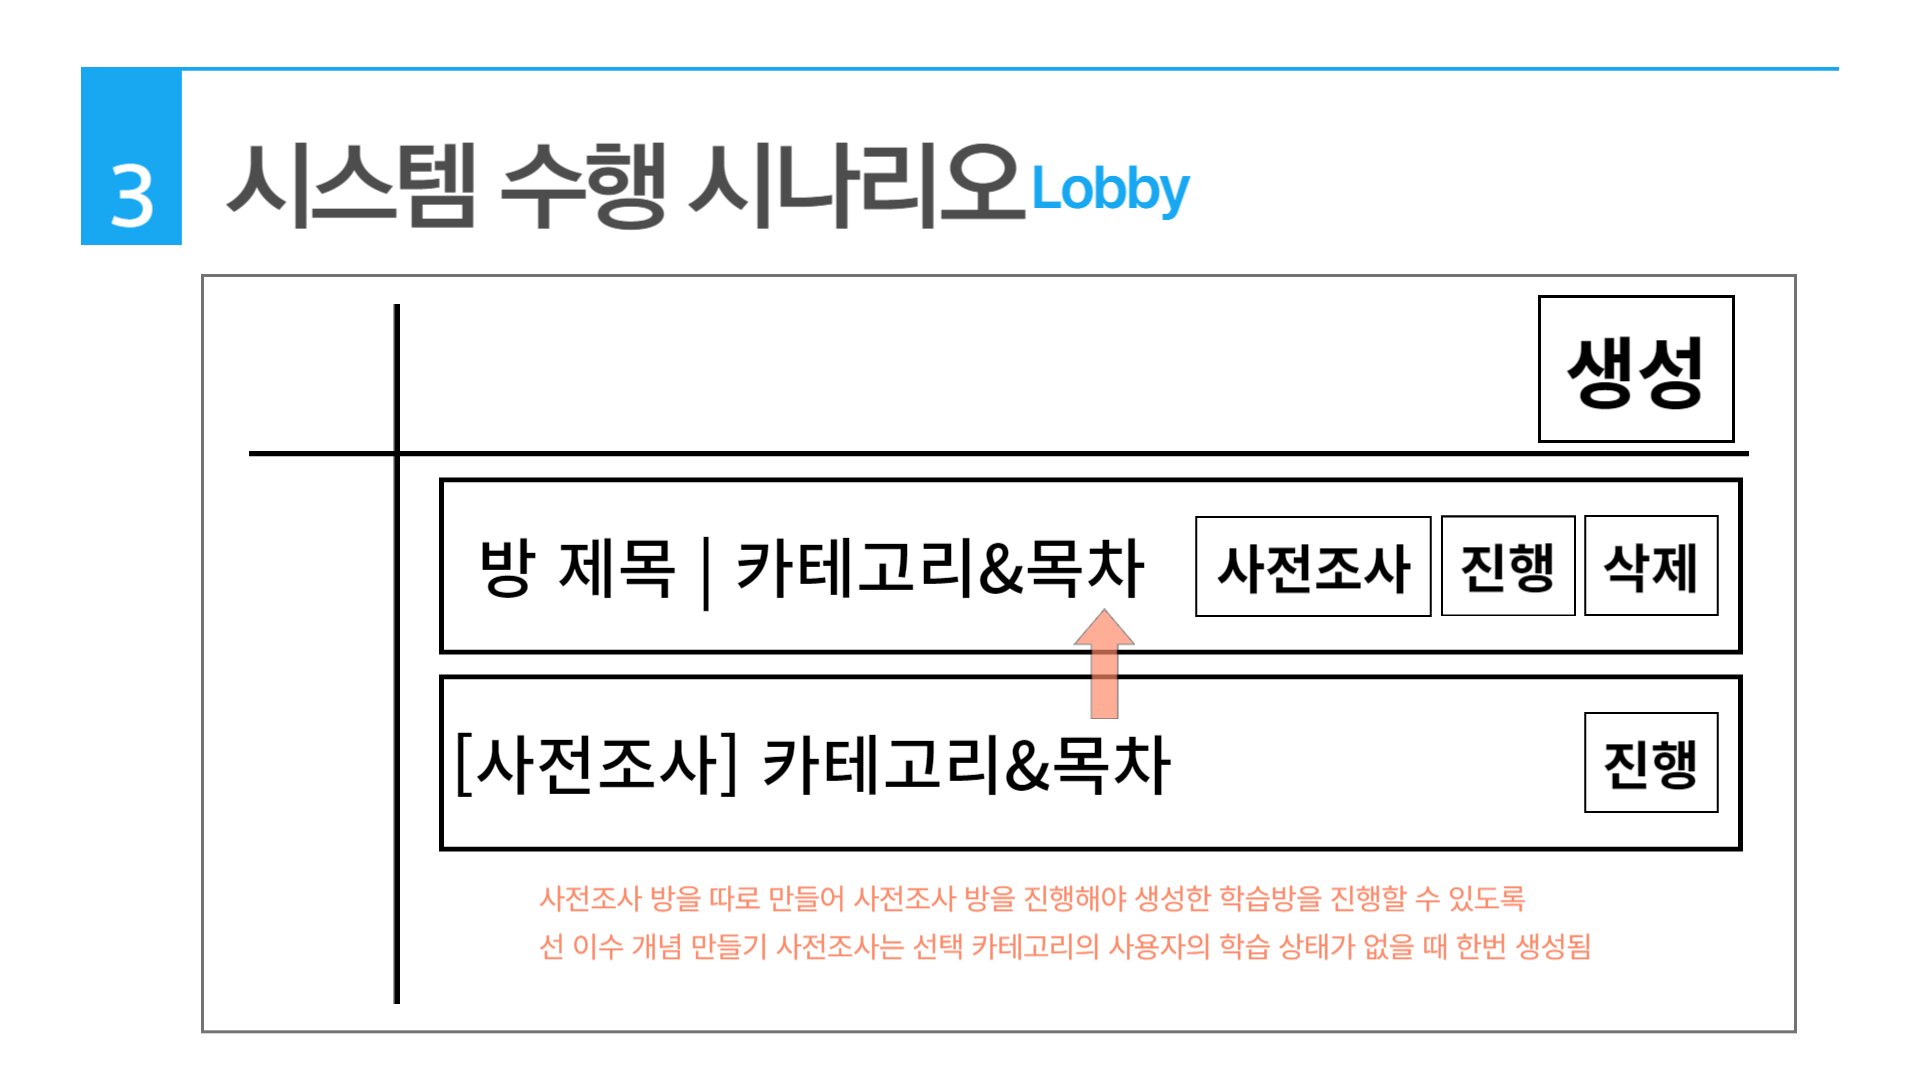 3
시스템 수행 시나리오 Lobby
생성
방 제목 | 카테고리&목차 사전조사 진행 삭제
[사전조사] 카테고리&목차 진행
사전조사 방을 따로 만들어 사전조사 방을 진행해야 생성한 학습방을 진행할 수 있도록
선 이수 개념 만들기 사전조사는 선택 카테고리의 사용자의 학습 상태가 없을 때 한번 생성됨